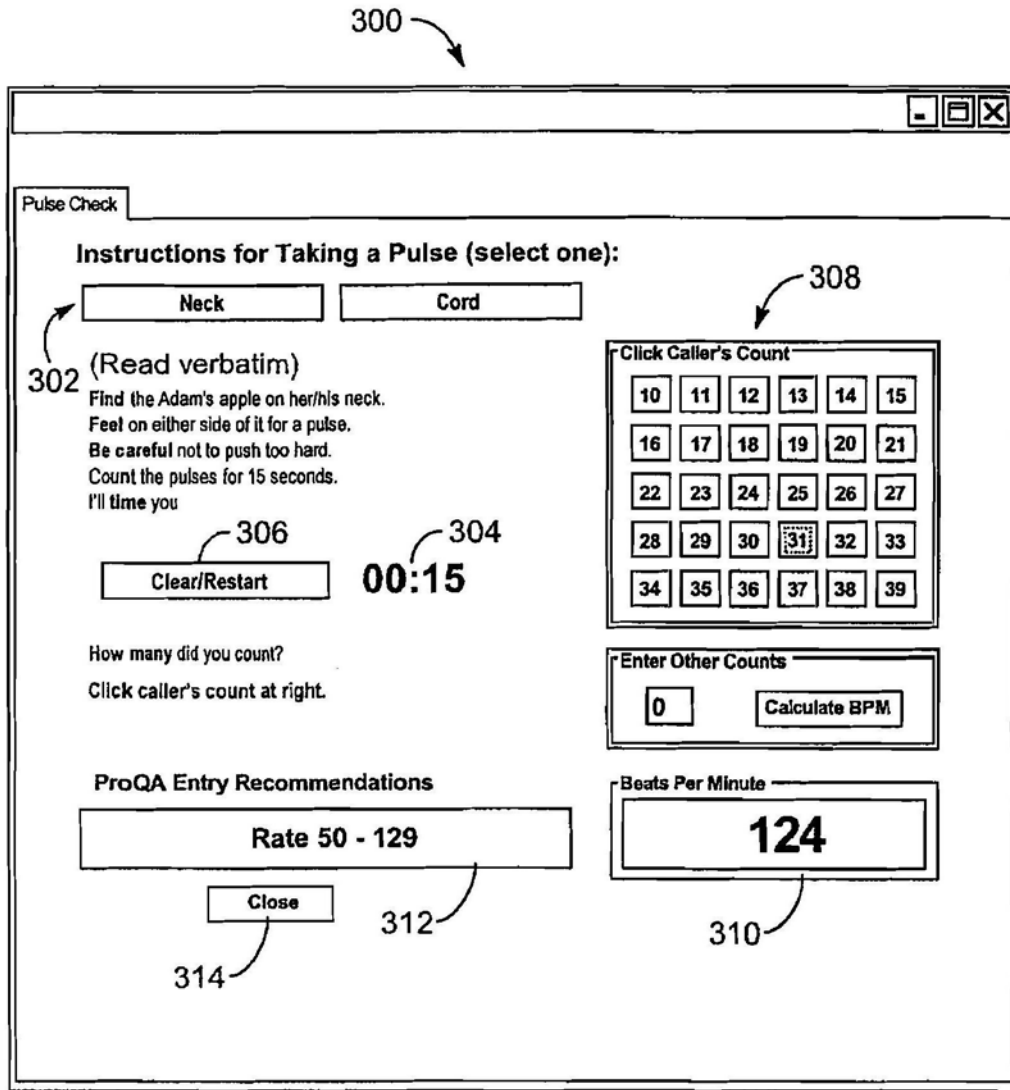 300
Pulse Check
Instructions for Taking a Pulse (select one):
Neck Cord
302
(Read verbatim)
Find the Adam's apple on her/his neck.
Feel on either side of it for a pulse.
Be careful not to push too hard.
Count the pulses for 15 seconds.
I'll time you
306
304
Clear/Restart 00:15
How many did you count?
Click caller's count at right.
308
Click Caller's Count
10 11 12 13 14 15
16 17 18 19 20 21
22 23 24 25 26 27
28 29 30 31 32 33
34 35 36 37 38 39
Enter Other Counts
0 Calculate BPM
ProQA Entry Recommendations
Rate 50 - 129
312
Close
314
Beats Per Minute
124
310